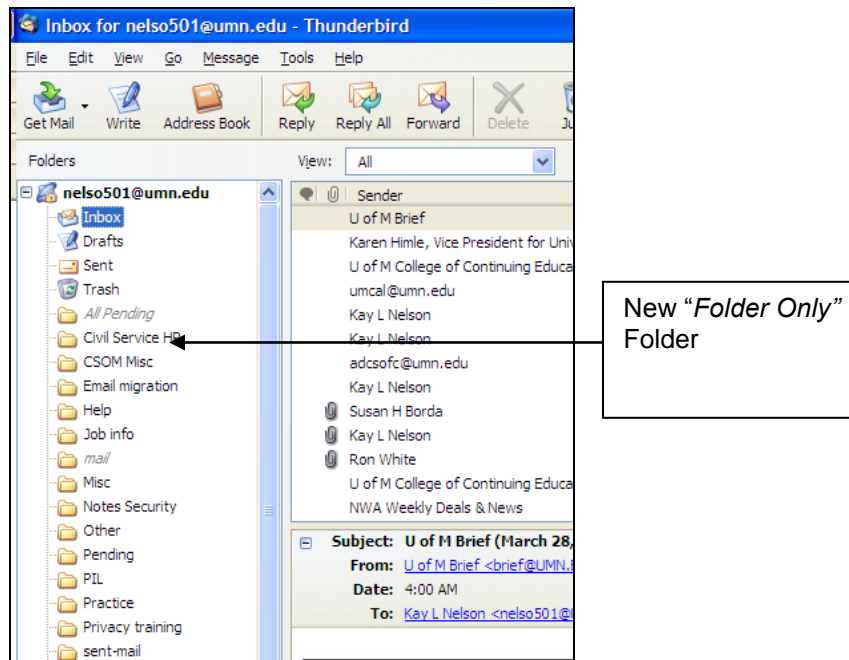 Inbox for nelso501@umn.edu - Thunderbird
File Edit View Go Message Tools Help
Get Mail Write Address Book Reply Reply All Forward Delete
Folders
View: All
nelso501@umn.edu
Inbox
Drafts
Sent
Trash
All Pending
Civil Service HR
CSOM Misc
Email migration
Help
Job info
mail
Misc
Notes Security
Other
Pending
PIL
Practice
Privacy training
sent-mail
Sender
U of M Brief
Karen Himle, Vice President for Univ
U of M College of Continuing Educa
umcal@umn.edu
Kay L Nelson
Kay L Nelson
adcsofc@umn.edu
Kay L Nelson
Susan H Borda
Kay L Nelson
Ron White
U of M College of Continuing Educa
NWA Weekly Deals & News
Subject: U of M Brief (March 28,
From: U of M Brief <brief@UMN.
Date: 4:00 AM
To: Kay L Nelson <nelso501@
New “Folder Only”
Folder